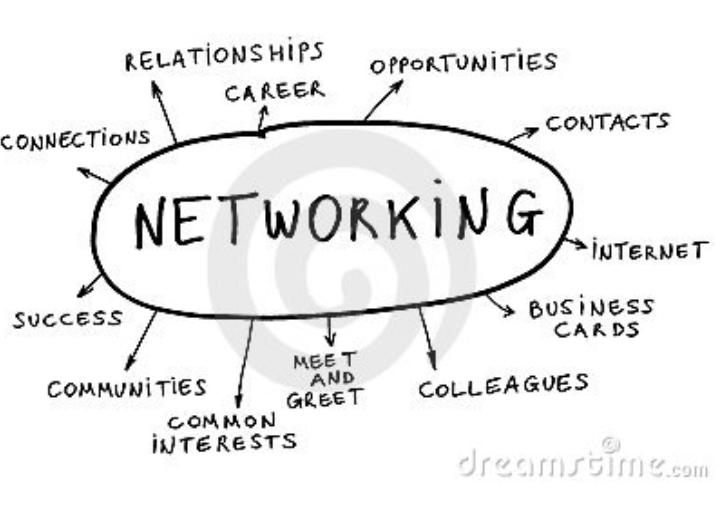 RELATIONSHIPS
OPPORTUNITIES
CAREER
CONTACTS
CONNECTIONS
NETWORKING
INTERNET
BUSINESS
CARDS
SUCCESS
MEET
AND
GREET
COMMUNITIES
COLLEAGUES
COMMON
INTERESTS
dreamstime.com